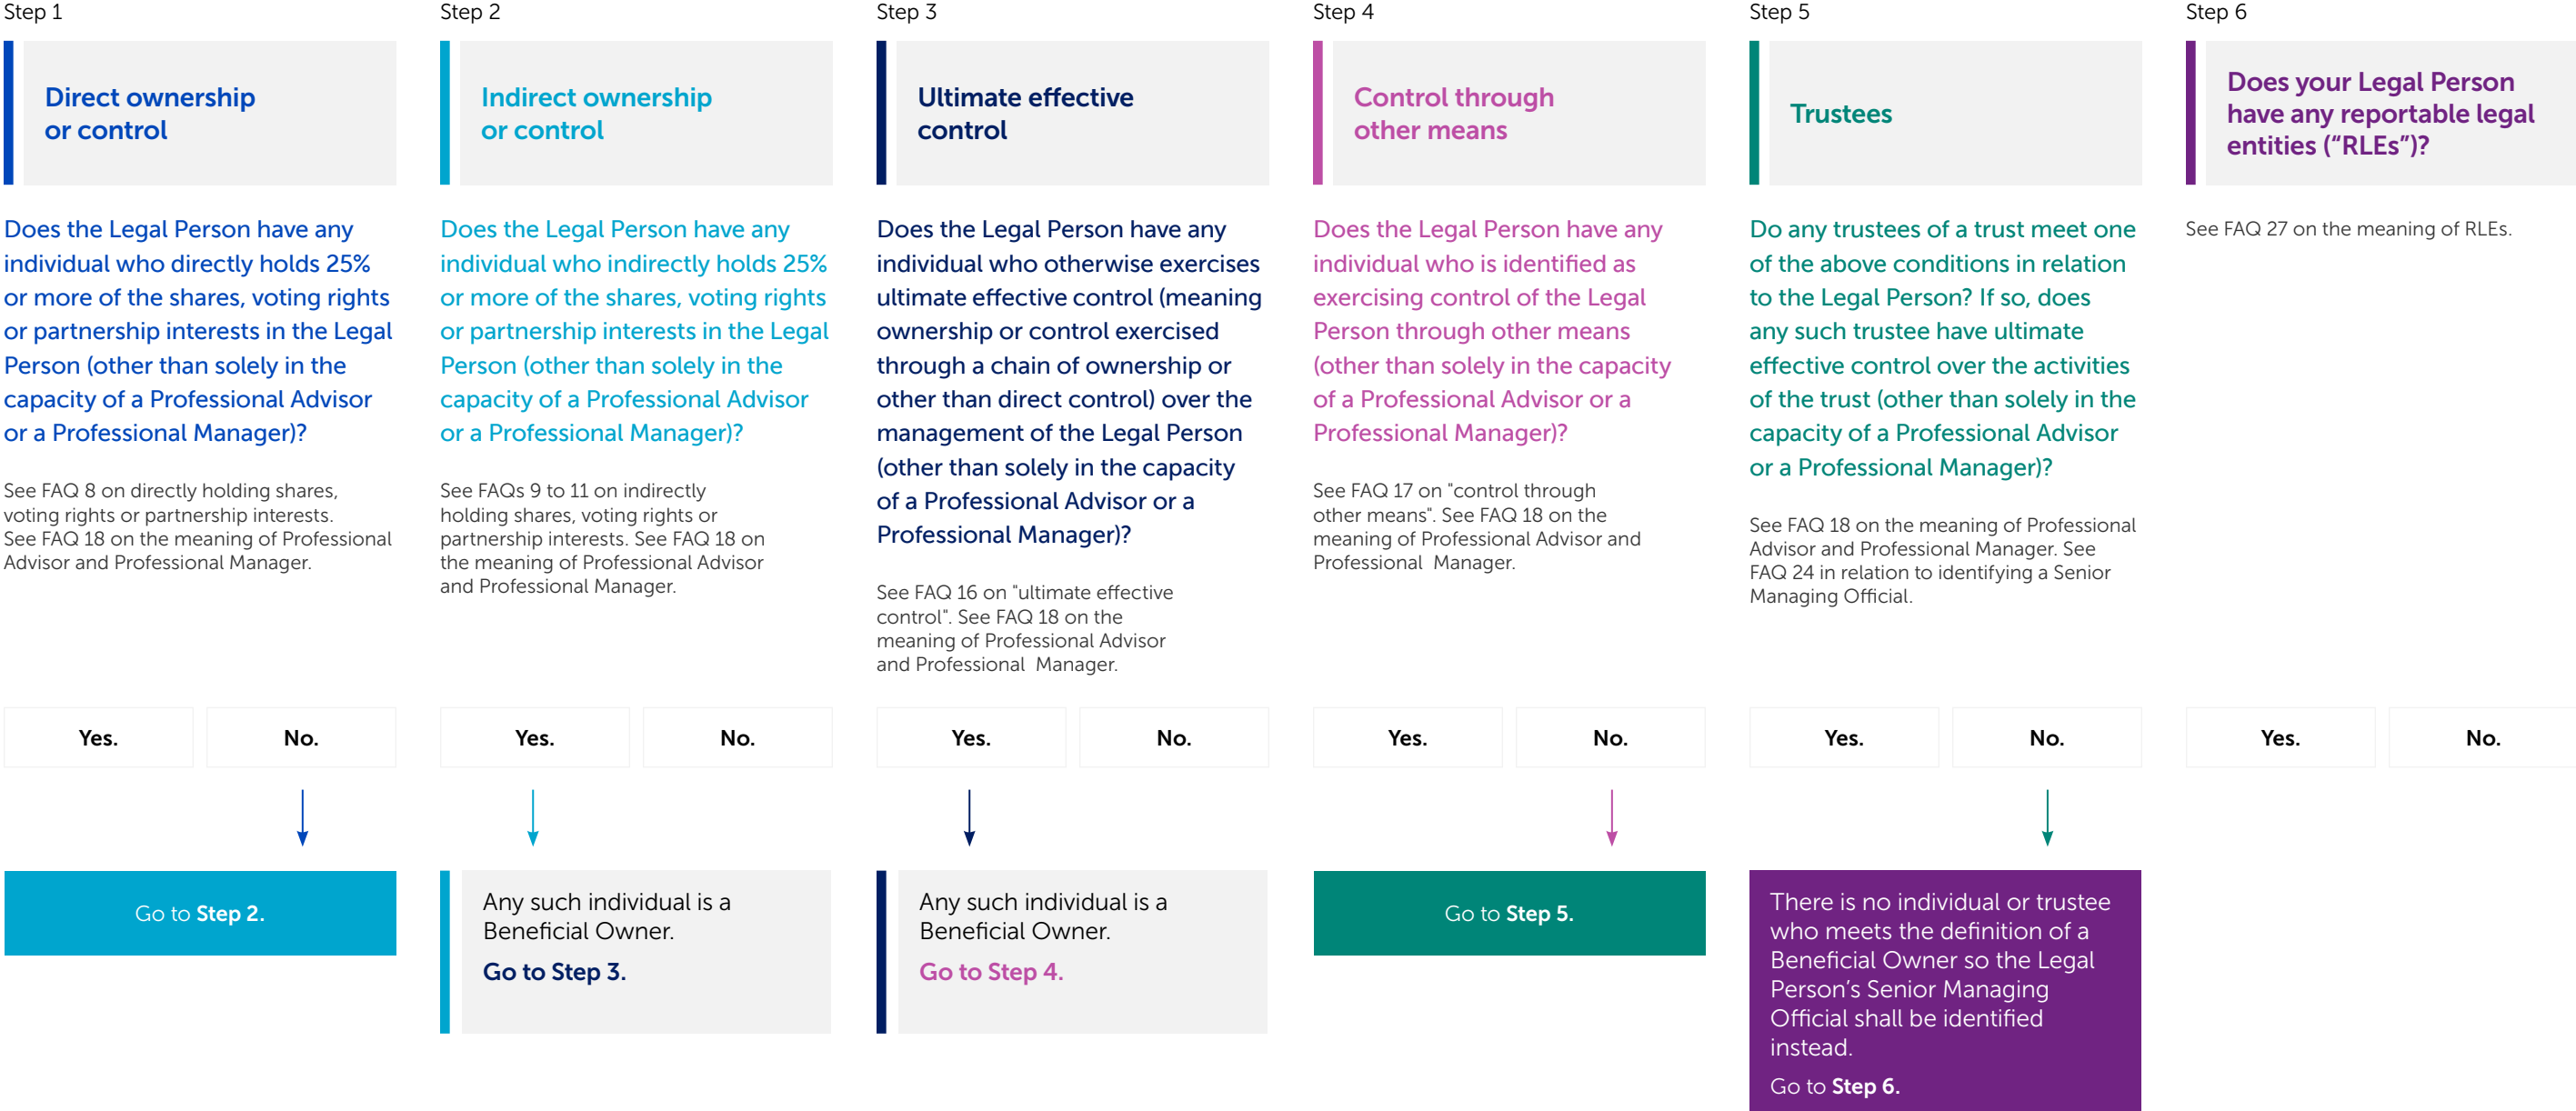 Step 1
Direct ownership
or control
Does the Legal Person have any
individual who directly holds 25%
or more of the shares, voting rights
or partnership interests in the Legal
Person (other than solely in the
capacity of a Professional Advisor
or a Professional Manager)?
See FAQ 8 on directly holding shares,
voting rights or partnership interests.
See FAQ 18 on the meaning of Professional
Advisor and Professional Manager.
Yes.
No.
Go to Step 2.
Step 2
Indirect ownership
or control
Does the Legal Person have any
individual who indirectly holds 25%
or more of the shares, voting rights
or partnership interests in the Legal
Person (other than solely in the
capacity of a Professional Advisor
or a Professional Manager)?
See FAQs 9 to 11 on indirectly
holding shares, voting rights or
partnership interests. See FAQ 18 on
the meaning of Professional Advisor
and Professional Manager.
Yes.
No.
Any such individual is a
Beneficial Owner.
Go to Step 3.
Step 3
Ultimate effective
control
Does the Legal Person have any
individual who otherwise exercises
ultimate effective control (meaning
ownership or control exercised
through a chain of ownership or
other than direct control) over the
management of the Legal Person
(other than solely in the capacity
of a Professional Advisor or a
Professional Manager)?
See FAQ 16 on "ultimate effective
control". See FAQ 18 on the
meaning of Professional Advisor
and Professional Manager.
Yes.
No.
Any such individual is a
Beneficial Owner.
Go to Step 4.
Step 4
Control through
other means
Does the Legal Person have any
individual who is identified as
exercising control of the Legal
Person through other means
(other than solely in the capacity
of a Professional Advisor or a
Professional Manager)?
See FAQ 17 on "control through
other means". See FAQ 18 on the
meaning of Professional Advisor and
Professional Manager.
Yes.
No.
Go to Step 5.
Step 5
Trustees
Do any trustees of a trust meet one
of the above conditions in relation
to the Legal Person? If so, does
any such trustee have ultimate
effective control over the activities
of the trust (other than solely in the
capacity of a Professional Advisor
or a Professional Manager)?
See FAQ 18 on the meaning of Professional
Advisor and Professional Manager. See
FAQ 24 in relation to identifying a Senior
Managing Official.
Yes.
No.
There is no individual or trustee
who meets the definition of a
Beneficial Owner so the Legal
Person's Senior Managing
Official shall be identified
instead.
Go to Step 6.
Step 6
Does your Legal Person
have any reportable legal
entities (“RLEs”)?
See FAQ 27 on the meaning of RLEs.
Yes.
No.